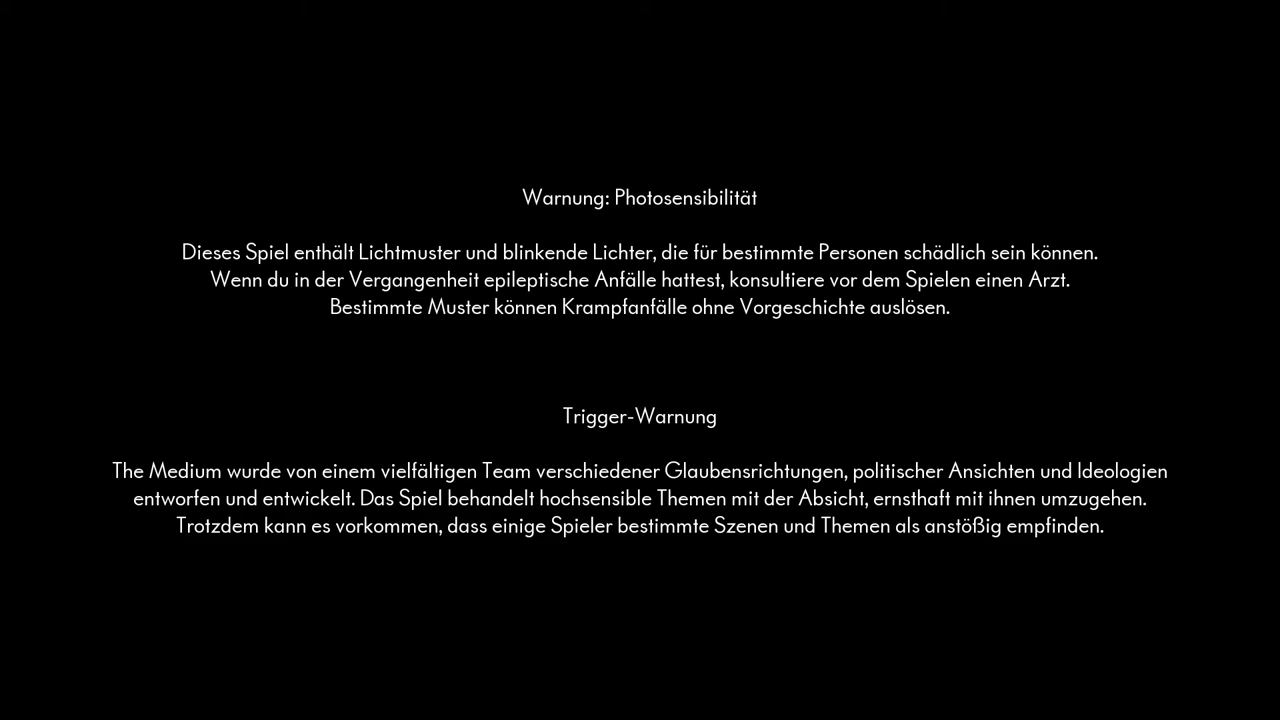 Warnung: Photosensibilität
Dieses Spiel enthält Lichtmuster und blinkende Lichter, die für bestimmte Personen schädlich sein können.
Wenn du in der Vergangenheit epileptische Anfälle hattest, konsultiere vor dem Spielen einen Arzt.
Bestimmte Muster können Krampfanfälle ohne Vorgeschichte auslösen.
Trigger-Warnung
The Medium wurde von einem vielfältigen Team verschiedener Glaubensrichtungen, politischer Ansichten und Ideologien
entworfen und entwickelt. Das Spiel behandelt hochsensible Themen mit der Absicht, ernsthaft mit ihnen umzugehen.
Trotzdem kann es vorkommen, dass einige Spieler bestimmte Szenen und Themen als anstößig empfinden.